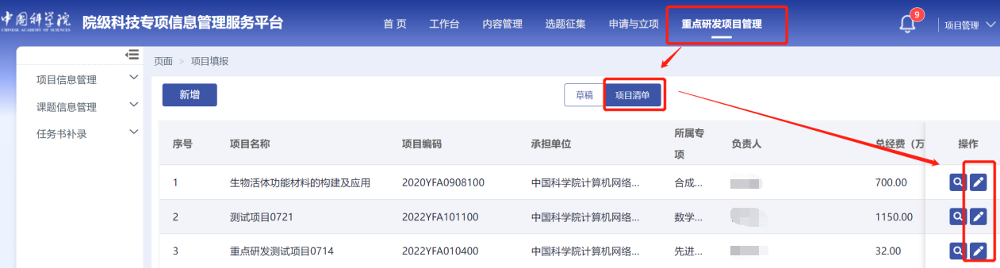 中国科学院
CHINESE ACADEMY OF SCIENCES
院级科技专项信息管理服务平台
首页 工作台 内容管理 选题征集 申请与立项 重点研发项目管理
9
项目管理
页面 > 项目填报
项目信息管理
课题信息管理
任务书补录
新增
草稿 项目清单
序号 项目名称 项目编码 承担单位 所属专项 负责人 总经费（万 操作
1 生物活体功能材料的构建及应用 2020YFA0908100 中国科学院计算机网络... 合成... 700.00
2 测试项目0721 2022YFA101100 中国科学院计算机网络... 数学... 1150.00
3 重点研发测试项目0714 2022YFA010400 中国科学院计算机网络... 先进... 32.00